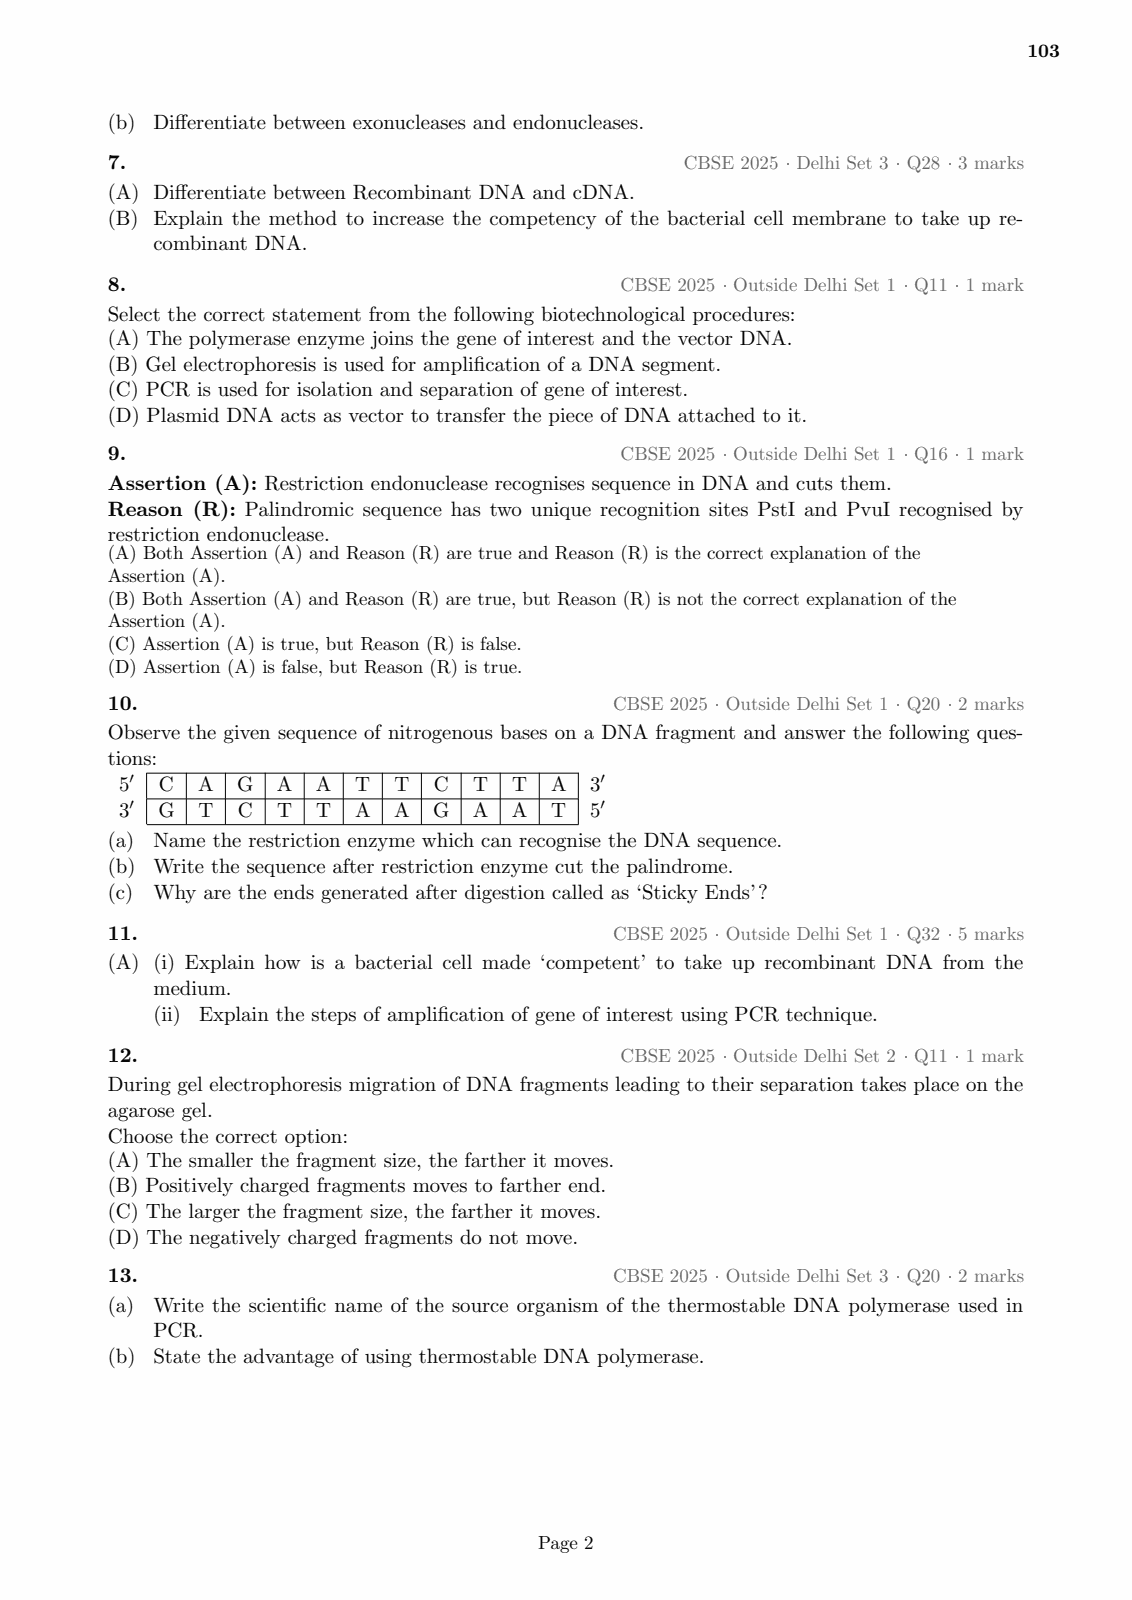 103
(b) Differentiate between exonucleases and endonucleases.
7. CBSE 2025 · Delhi Set 3 · Q28 · 3 marks
(A) Differentiate between Recombinant DNA and cDNA.
(B) Explain the method to increase the competency of the bacterial cell membrane to take up re-
combinant DNA.
8. CBSE 2025 · Outside Delhi Set 1 · Q11 · 1 mark
Select the correct statement from the following biotechnological procedures:
(A) The polymerase enzyme joins the gene of interest and the vector DNA.
(B) Gel electrophoresis is used for amplification of a DNA segment.
(C) PCR is used for isolation and separation of gene of interest.
(D) Plasmid DNA acts as vector to transfer the piece of DNA attached to it.
9. CBSE 2025 · Outside Delhi Set 1 · Q16 · 1 mark
Assertion (A): Restriction endonuclease recognises sequence in DNA and cuts them.
Reason (R): Palindromic sequence has two unique recognition sites PstI and PvuI recognised by
restriction endonuclease.
(A) Both Assertion (A) and Reason (R) are true and Reason (R) is the correct explanation of the
Assertion (A).
(B) Both Assertion (A) and Reason (R) are true, but Reason (R) is not the correct explanation of the
Assertion (A).
(C) Assertion (A) is true, but Reason (R) is false.
(D) Assertion (A) is false, but Reason (R) is true.
10. CBSE 2025 · Outside Delhi Set 1 · Q20 · 2 marks
Observe the given sequence of nitrogenous bases on a DNA fragment and answer the following ques-
tions:
5′ C A G A A T T C T T A 3′
3′ G T C T T A A G A A T 5′
(a) Name the restriction enzyme which can recognise the DNA sequence.
(b) Write the sequence after restriction enzyme cut the palindrome.
(c) Why are the ends generated after digestion called as ‘Sticky Ends’?
11. CBSE 2025 · Outside Delhi Set 1 · Q32 · 5 marks
(A) (i) Explain how is a bacterial cell made ‘competent’ to take up recombinant DNA from the
medium.
(ii) Explain the steps of amplification of gene of interest using PCR technique.
12. CBSE 2025 · Outside Delhi Set 2 · Q11 · 1 mark
During gel electrophoresis migration of DNA fragments leading to their separation takes place on the
agarose gel.
Choose the correct option:
(A) The smaller the fragment size, the farther it moves.
(B) Positively charged fragments moves to farther end.
(C) The larger the fragment size, the farther it moves.
(D) The negatively charged fragments do not move.
13. CBSE 2025 · Outside Delhi Set 3 · Q20 · 2 marks
(a) Write the scientific name of the source organism of the thermostable DNA polymerase used in
PCR.
(b) State the advantage of using thermostable DNA polymerase.
Page 2